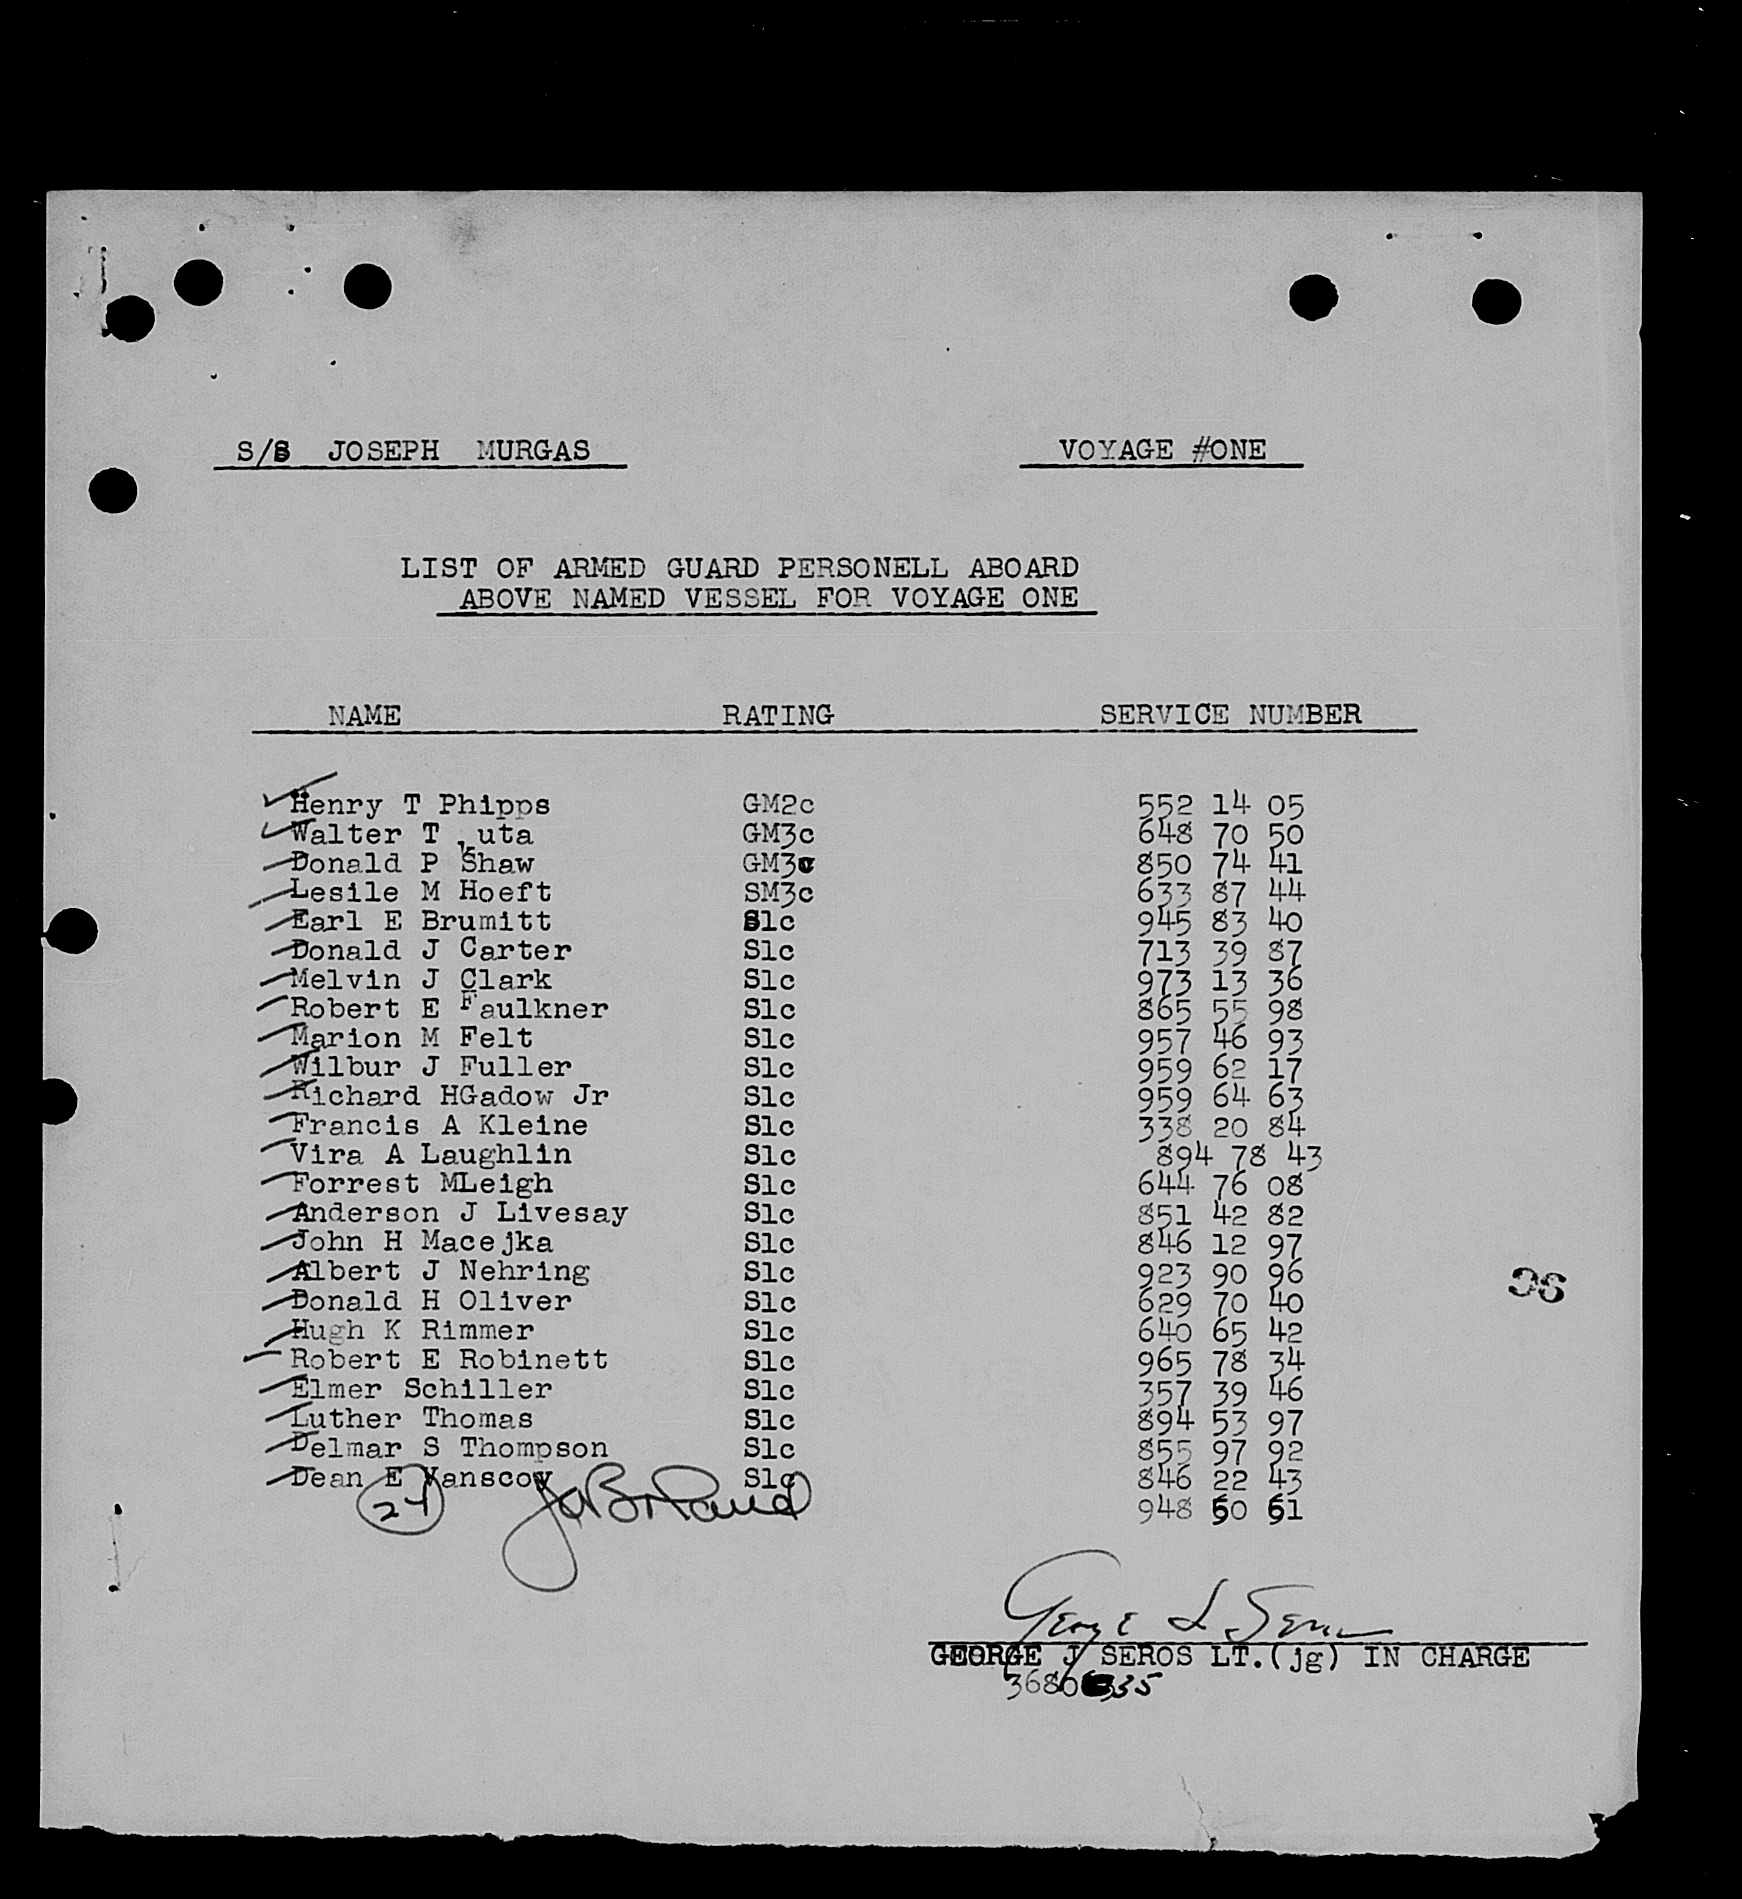 S/S JOSEPH MURGAS VOYAGE #ONE
LIST OF ARMED GUARD PERSONELL ABOARD
ABOVE NAMED VESSEL FOR VOYAGE ONE
NAME RATING SERVICE NUMBER
Henry T Phipps GM2c 552 14 05
Walter T uta GM3c 648 70 50
Donald P Shaw GM3c 850 74 41
Lesile M Hoeft SM3c 633 87 44
Earl E Brumitt S1c 945 83 40
Donald J Carter S1c 713 39 87
Melvin J Clark S1c 973 13 36
Robert E Faulkner S1c 865 55 98
Marion M Felt S1c 957 46 93
Wilbur J Fuller S1c 959 62 17
Richard HGadow Jr S1c 959 64 63
Francis A Kleine S1c 338 20 84
Vira A Laughlin S1c 894 78 43
Forrest MLeigh S1c 644 76 08
Anderson J Livesay S1c 851 42 82
John H Macejka S1c 846 12 97
Albert J Nehring S1c 923 90 96
Donald H Oliver S1c 629 70 40
Hugh K Rimmer S1c 640 65 42
Robert E Robinett S1c 965 78 34
Elmer Schiller S1c 357 39 46
Luther Thomas S1c 894 53 97
Delmar S Thompson S1c 855 97 92
Dean E Vanscoy S1c 846 22 43
24
948 60 61
GEORGE J SEROS LT.(jg) IN CHARGE